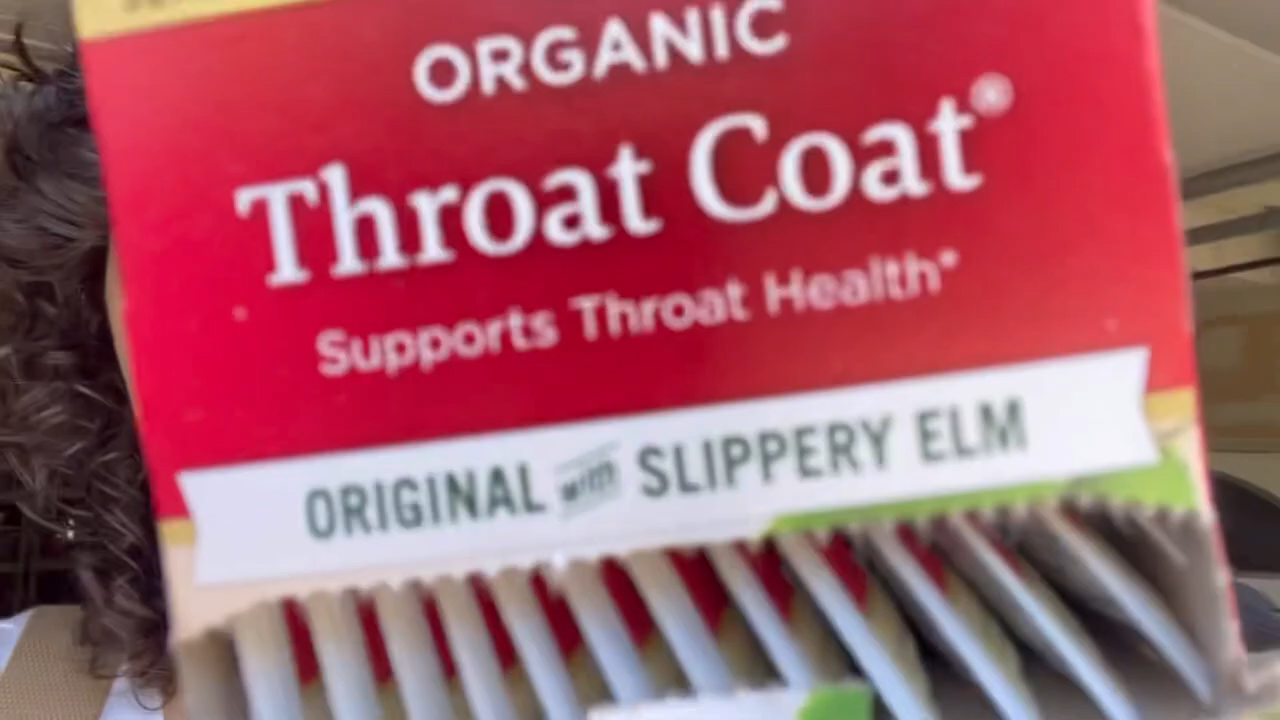 ORGANIC
Throat Coat®
Supports Throat Health*
ORIGINAL with SLIPPERY ELM